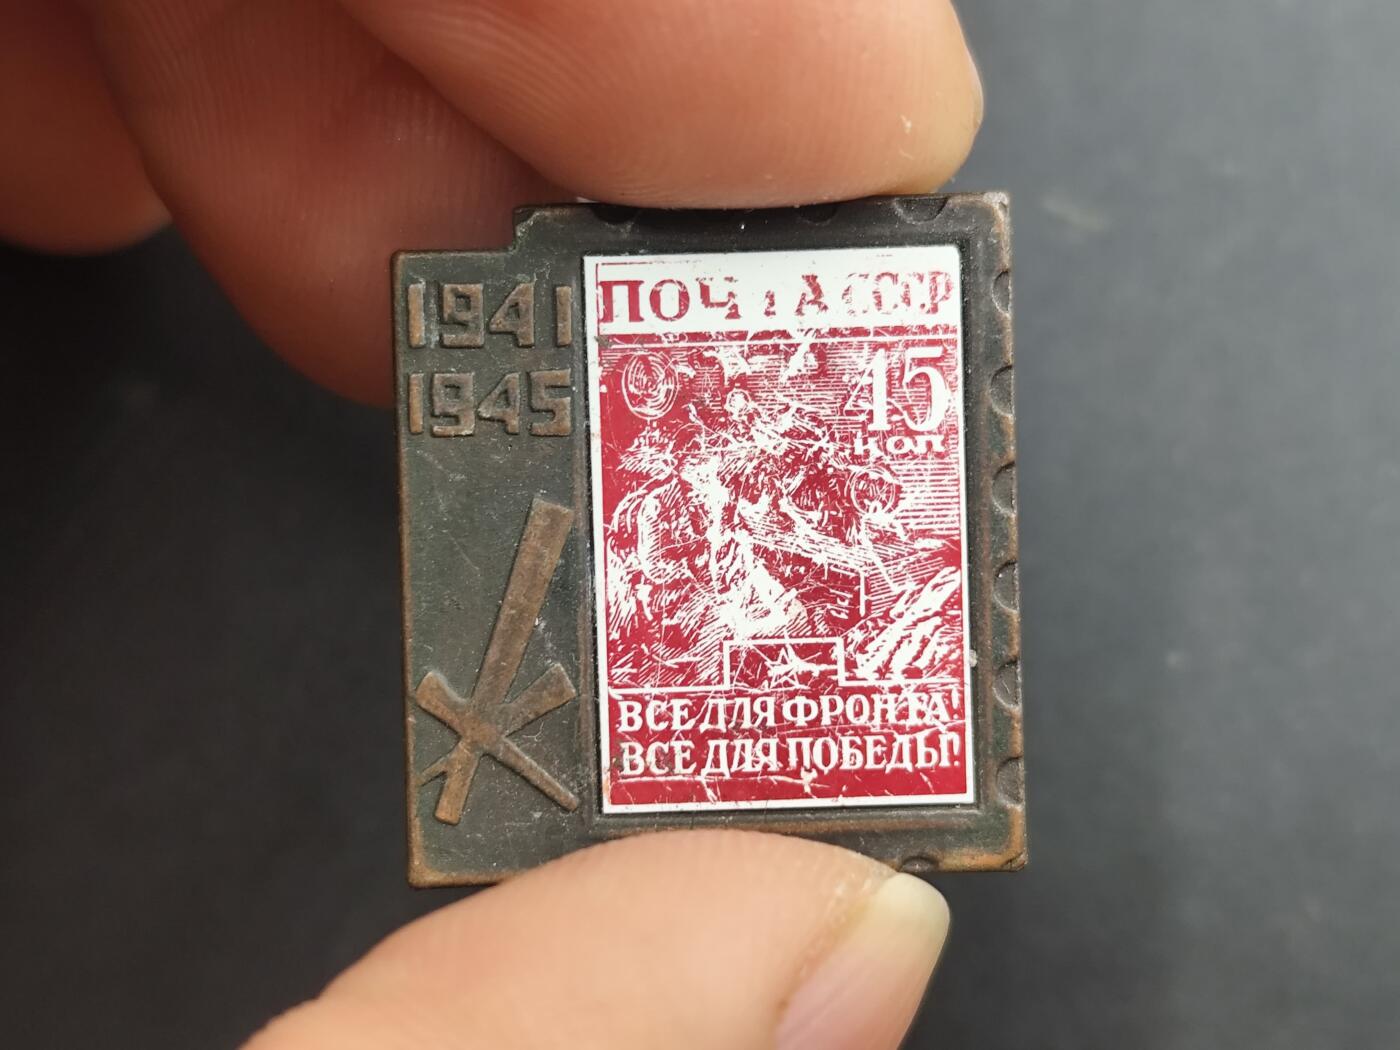 1941
1945
ПОЧТА СССР
45
коп
ВСЕ ДЛЯ ФРОНТА!
ВСЕ ДЛЯ ПОБЕДЫ!